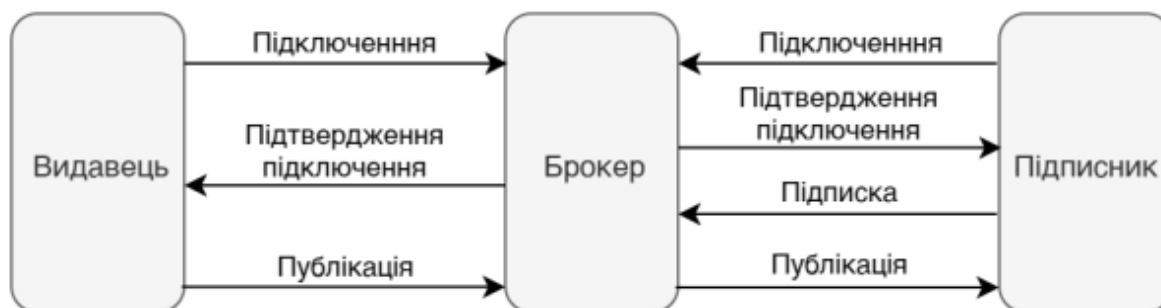 Підключенння
Підключенння
Підтвердження
підключення
Підтвердження
підключення
Видавець
Брокер
Підписник
Підписка
Публікація
Публікація